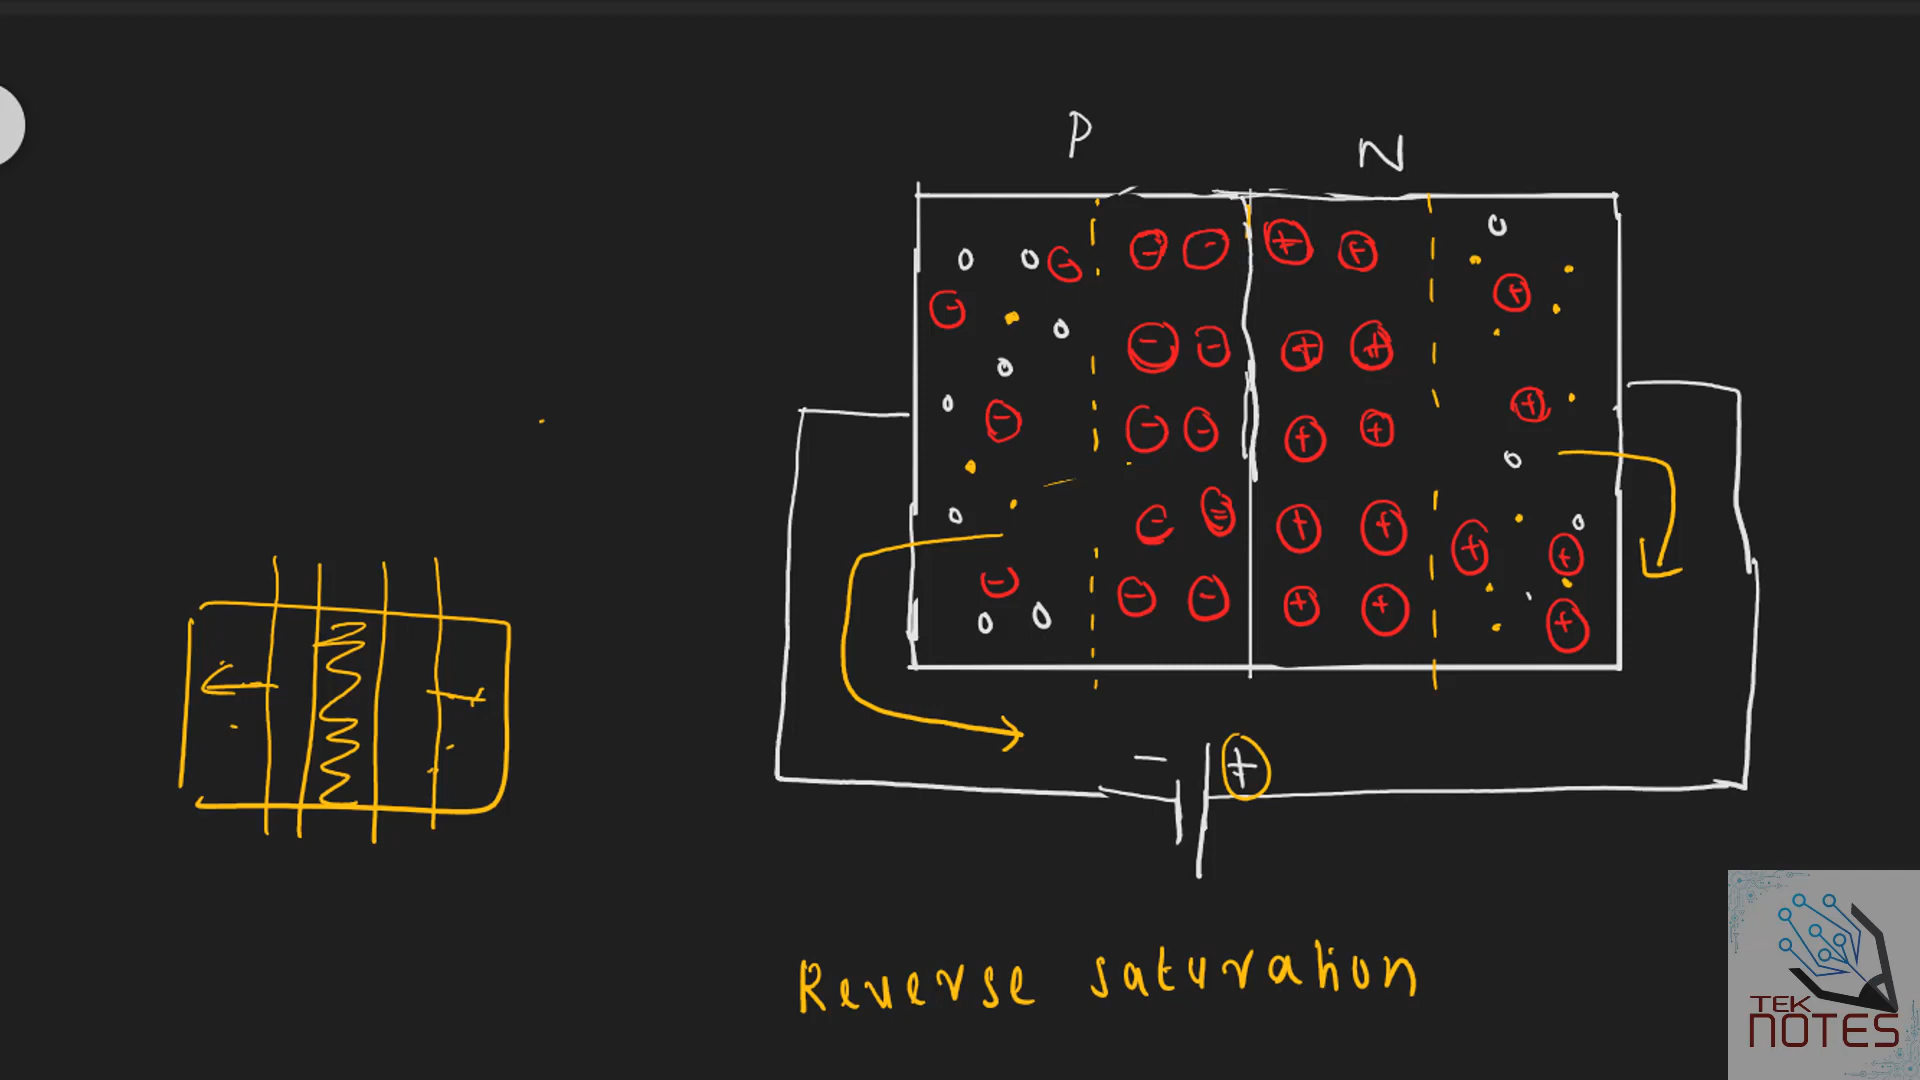 P N
− +
Reverse saturation
TEK
NOTES